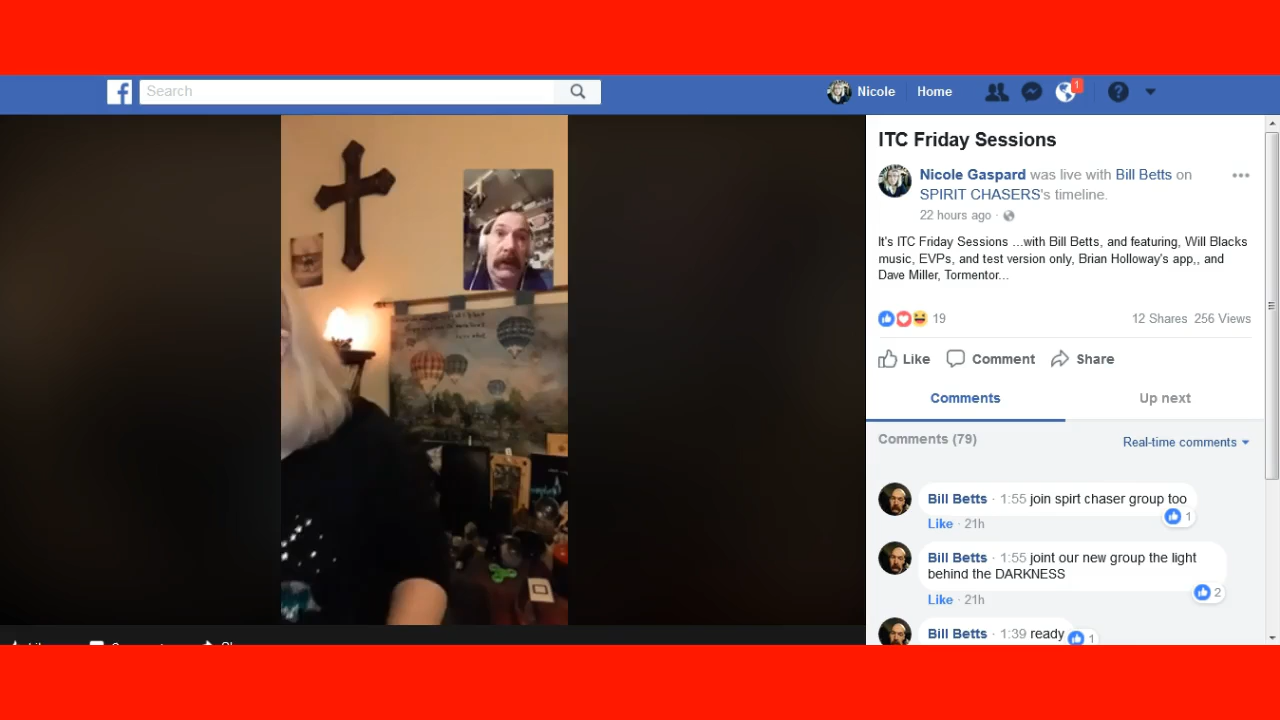 f Search Nicole Home 1
ITC Friday Sessions
Nicole Gaspard was live with Bill Betts on
SPIRIT CHASERS's timeline.
22 hours ago ·
It's ITC Friday Sessions ...with Bill Betts, and featuring, Will Blacks
music, EVPs, and test version only, Brian Holloway's app,, and
Dave Miller, Tormentor...
19 12 Shares 256 Views
Like Comment Share
Comments Up next
Comments (79) Real-time comments
Bill Betts · 1:55 join spirt chaser group too
1
Like · 21h
Bill Betts · 1:55 joint our new group the light
behind the DARKNESS
2
Like · 21h
Bill Betts · 1:39 ready
1